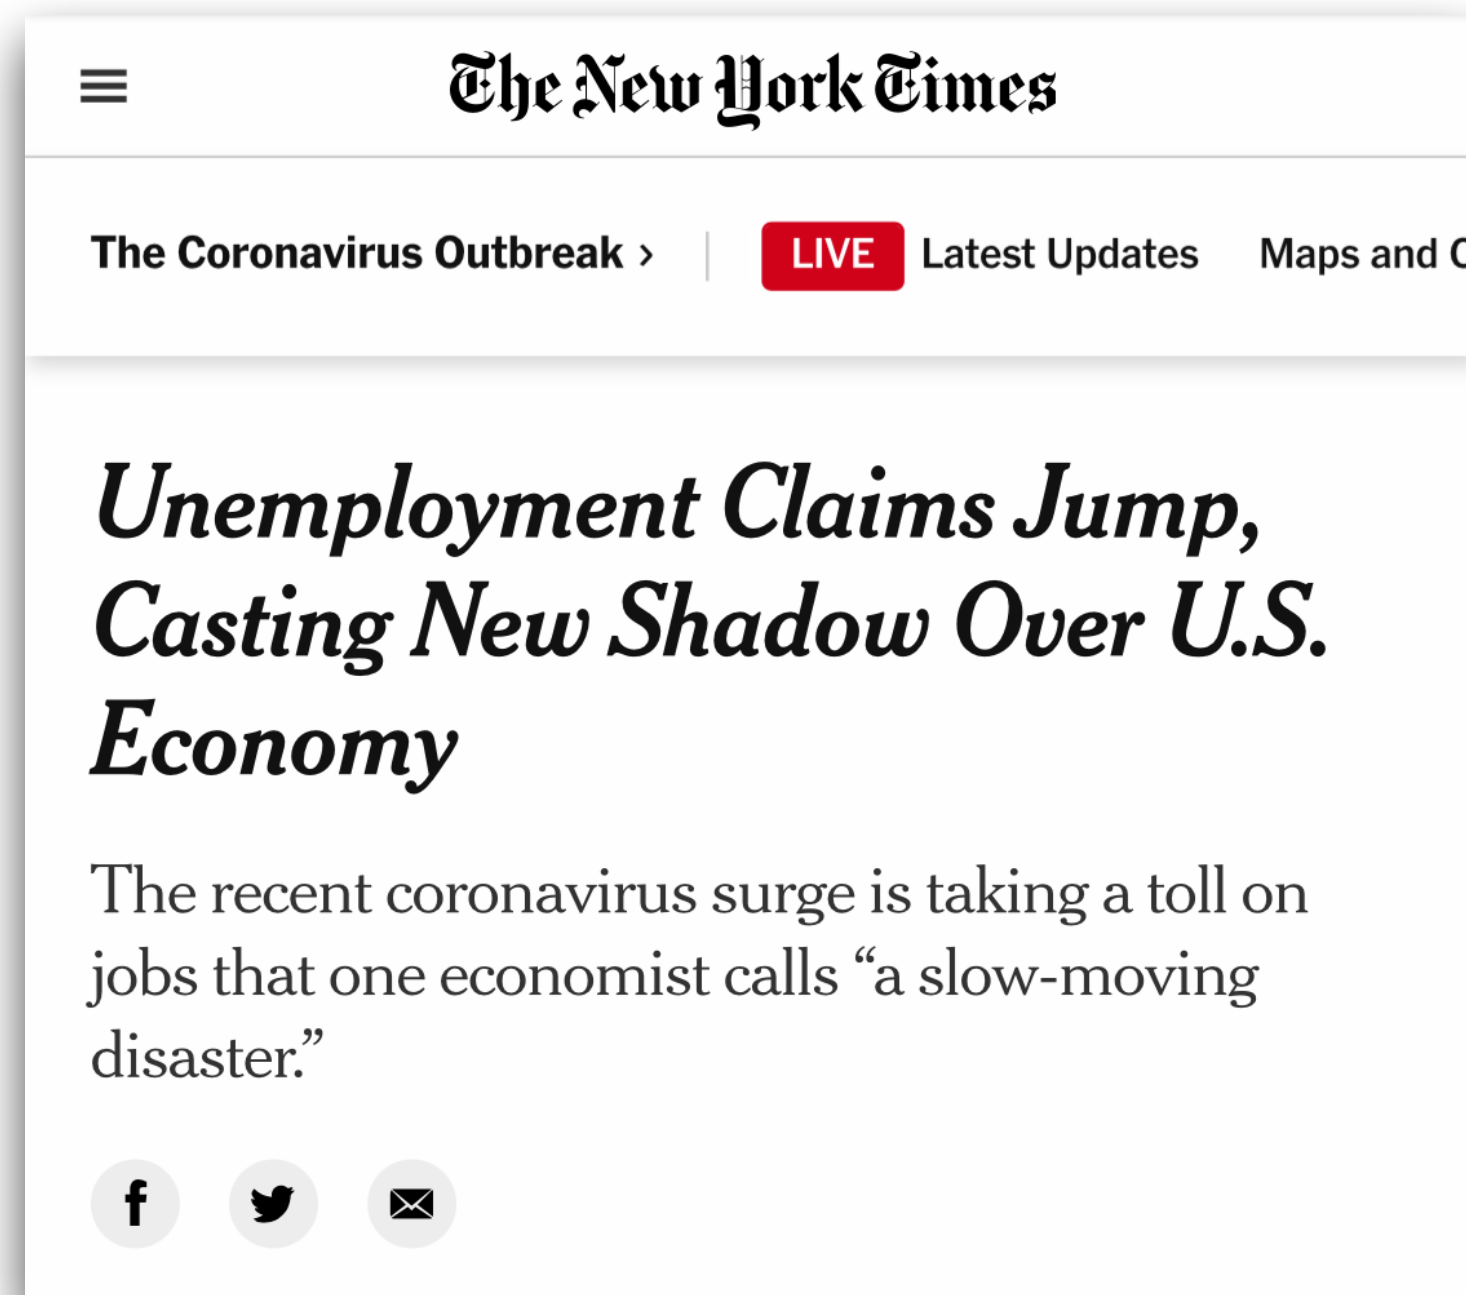 The New York Times
The Coronavirus Outbreak ›
LIVE Latest Updates
Maps and
Unemployment Claims Jump,
Casting New Shadow Over U.S.
Economy
The recent coronavirus surge is taking a toll on
jobs that one economist calls “a slow-moving
disaster.”